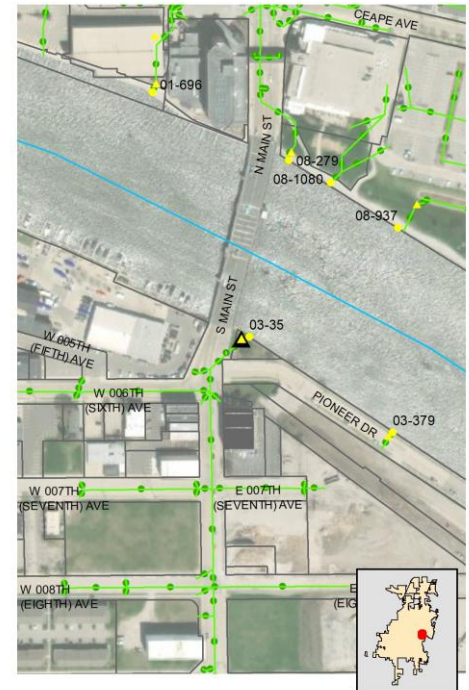 CEAPE AVE
01-696
N MAIN ST
08-279
08-1080
08-937
S MAIN ST
03-35
W 005TH
(FIFTH) AVE
W 006TH
(SIXTH) AVE
PIONEER DR
03-379
W 007TH
(SEVENTH) AVE
E 007TH
(SEVENTH) AVE
W 008TH
(EIGHTH) AVE
E
(EIG